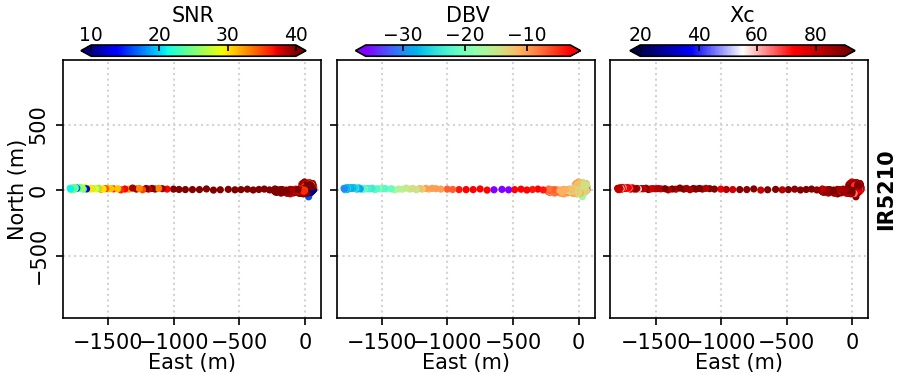 SNR DBV Xc
10 20 30 40 −30 −20 −10 20 40 60 80
North (m)
500
0
−500
IR5210
−1500 −1000 −500 0 −1500 −1000 −500 0 −1500 −1000 −500 0
East (m) East (m) East (m)